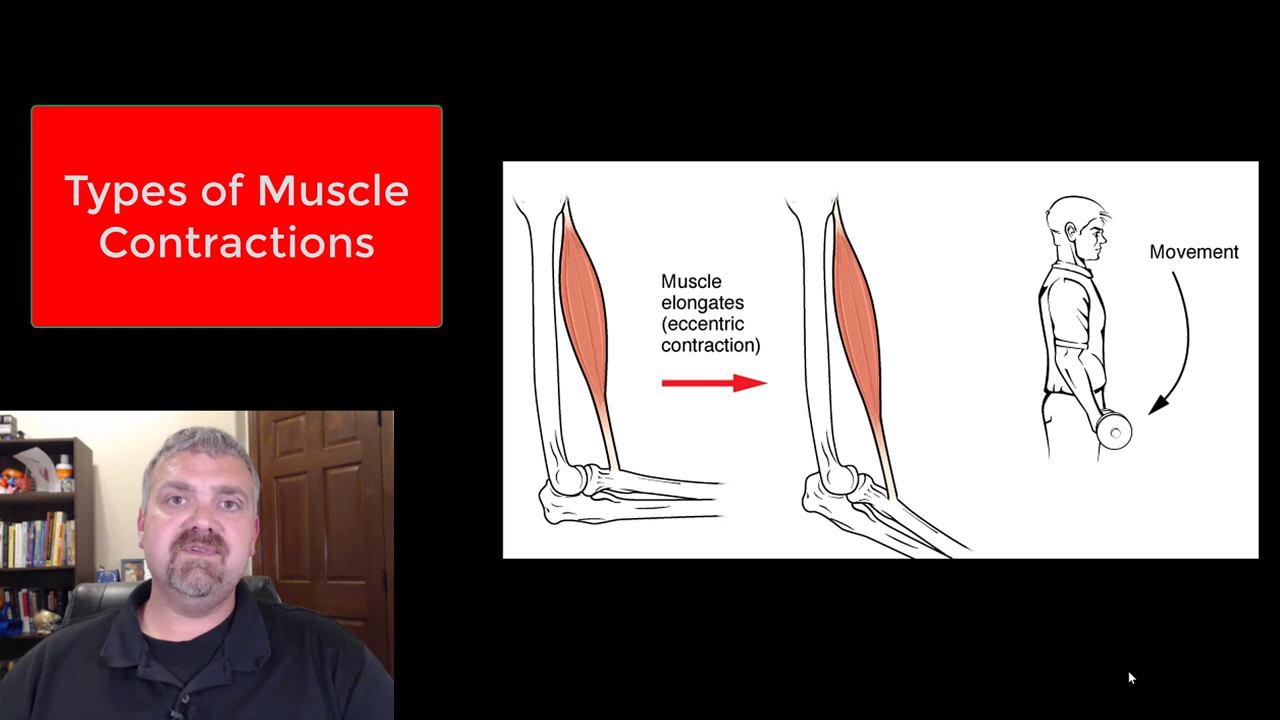 Types of Muscle
Contractions
Muscle
elongates
(eccentric
contraction)
Movement